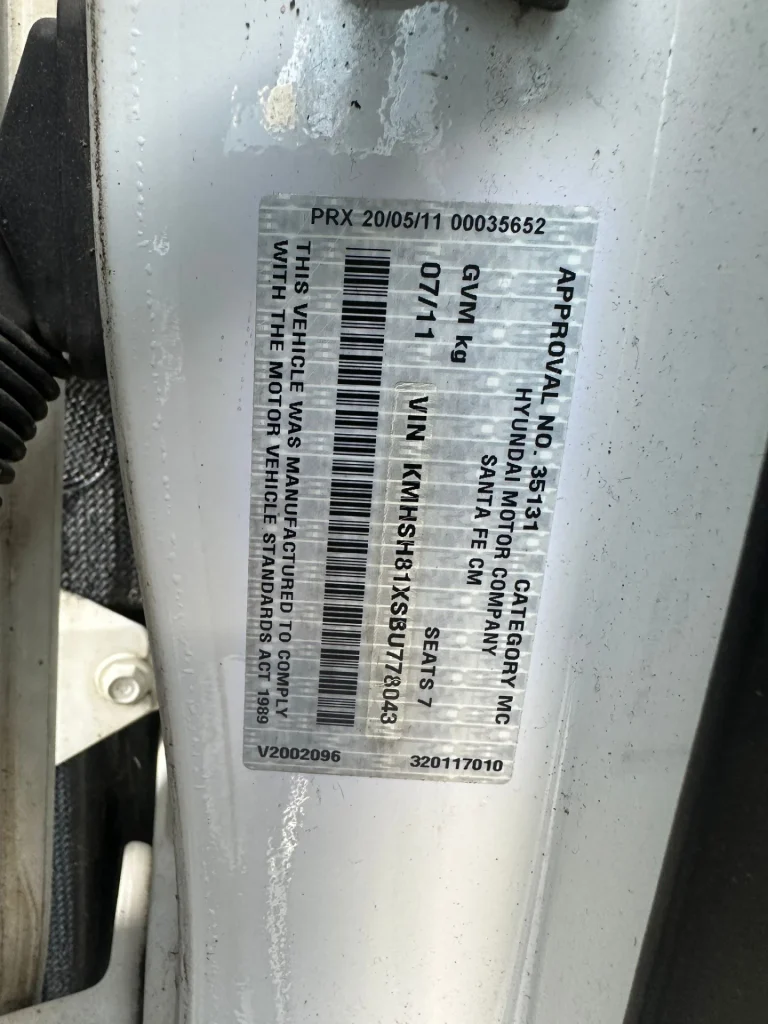 PRX 20/05/11 00035652
APPROVAL NO. 35131 CATEGORY MC
HYUNDAI MOTOR COMPANY
SANTA FE CM
GVM kg
07/11 SEATS 7
VIN KMHSH81XSBU778043
THIS VEHICLE WAS MANUFACTURED TO COMPLY
WITH THE MOTOR VEHICLE STANDARDS ACT 1989
V2002096 320117010